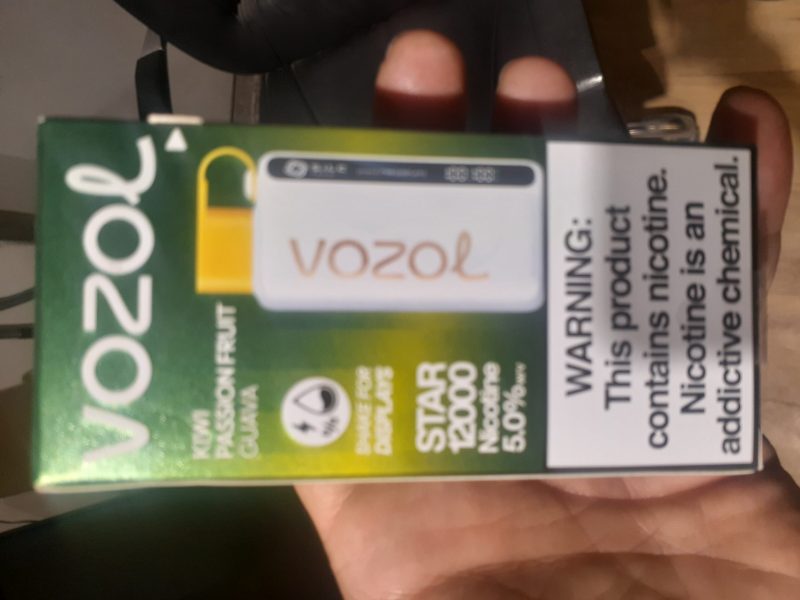 vozol
vozol
KIWI
PASSION FRUIT
GUAVA
SHAKE FOR
DISPLAYS
STAR
12000
Nicotine
5.0%
WARNING:
This product
contains nicotine.
Nicotine is an
addictive chemical.